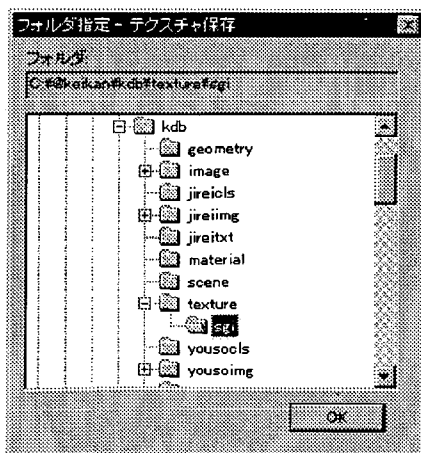 フォルダ指定 - テクスチャ保存
フォルダ
C:¥@keikan¥kdb¥texture¥sgi
kdb
geometry
image
jireicls
jireiimg
jireitxt
material
scene
texture
sgi
yousocls
yousoimg
OK